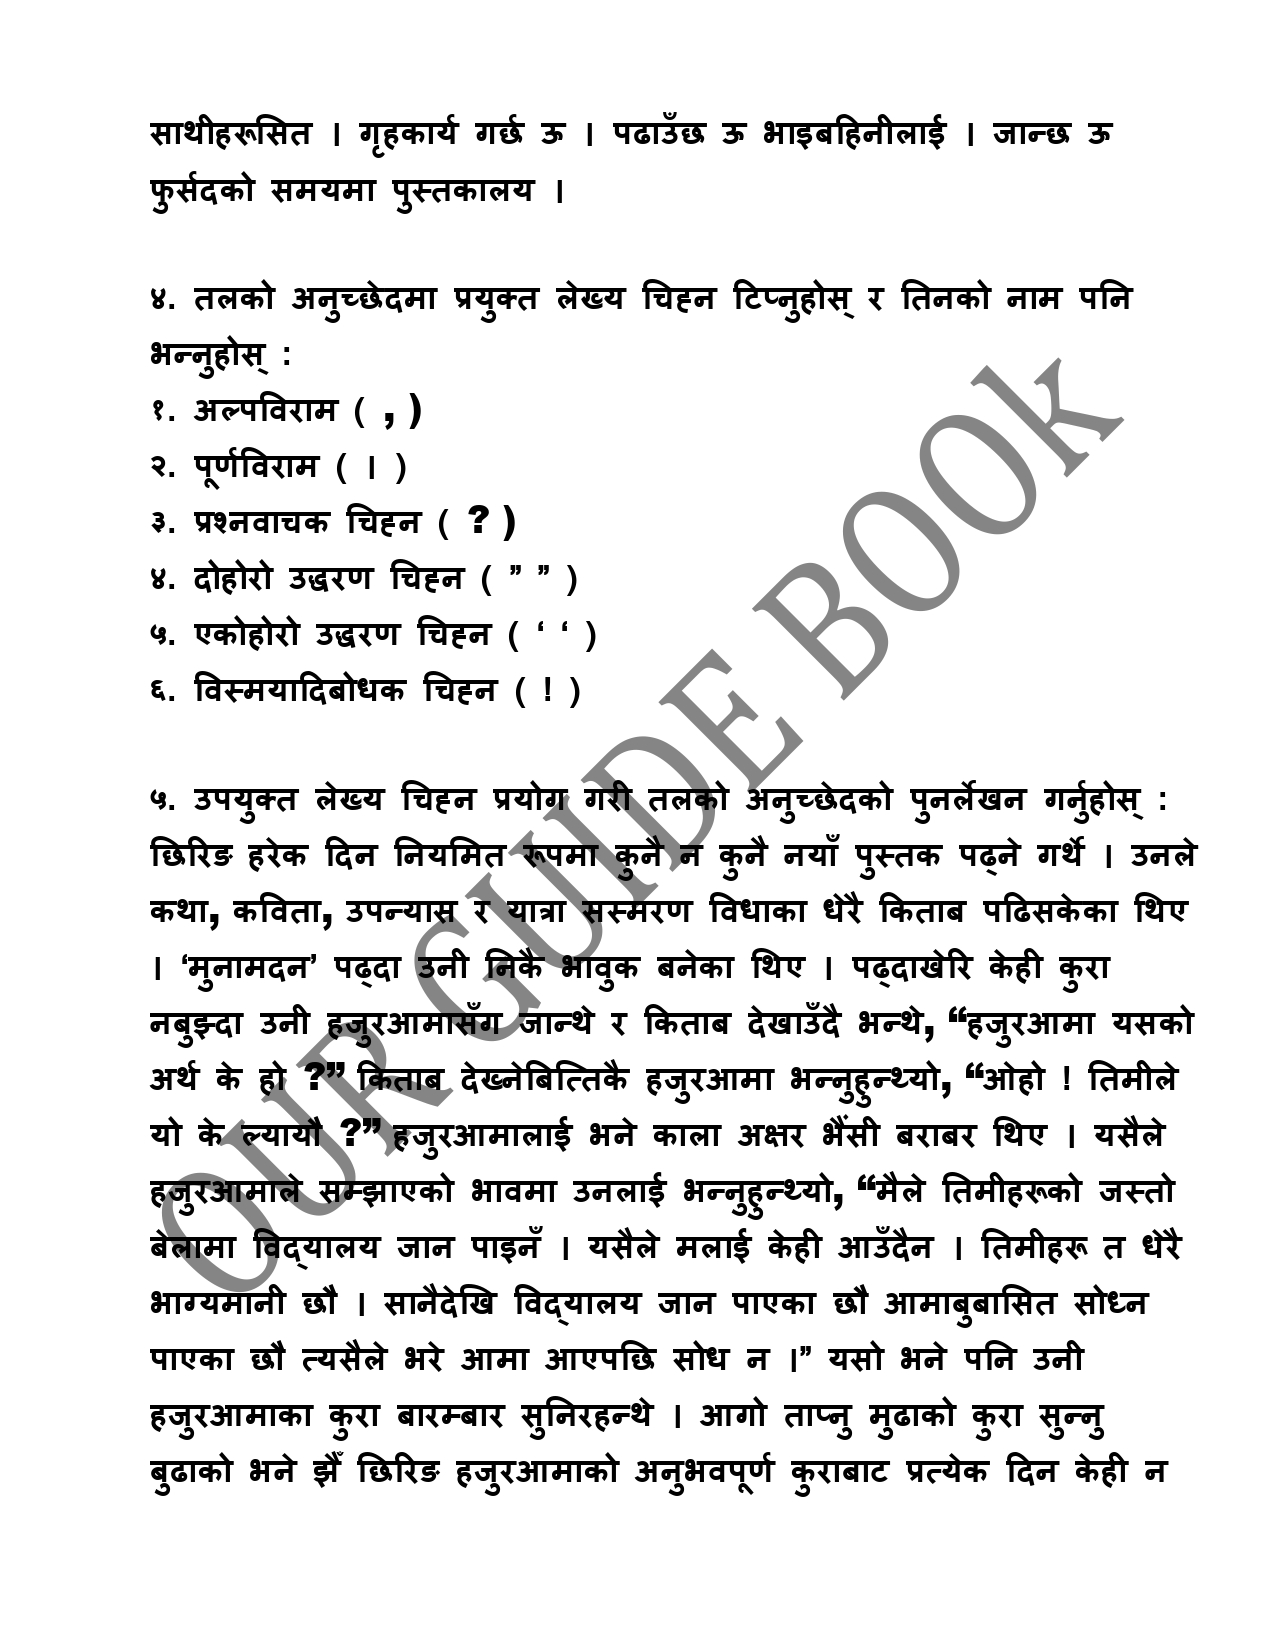 साथीहरूसित । गृहकार्य गर्छ ऊ । पढाउँछ ऊ भाइबहिनीलाई । जान्छ ऊ
फुर्सदको समयमा पुस्तकालय ।
४. तलको अनुच्छेदमा प्रयुक्त लेख्य चिह्न टिप्नुहोस् र तिनको नाम पनि
भन्नुहोस् :
१. अल्पविराम ( , )
२. पूर्णविराम ( । )
३. प्रश्नवाचक चिह्न ( ? )
४. दोहोरो उद्धरण चिह्न ( ” ” )
५. एकोहोरो उद्धरण चिह्न ( ‘ ‘ )
६. विस्मयादिबोधक चिह्न ( ! )
५. उपयुक्त लेख्य चिह्न प्रयोग गरी तलको अनुच्छेदको पुनर्लेखन गर्नुहोस् :
छिरिङ हरेक दिन नियमित रूपमा कुनै न कुनै नयाँ पुस्तक पढ्ने गर्थे । उनले
कथा, कविता, उपन्यास र यात्रा सस्मरण विधाका धेरै किताब पढिसकेका थिए
। ‘मुनामदन’ पढ्दा उनी निकै भावुक बनेका थिए । पढ्दाखेरि केही कुरा
नबुझ्दा उनी हजुरआमासँग जान्थे र किताब देखाउँदै भन्थे, “हजुरआमा यसको
अर्थ के हो ?” किताब देख्नेबित्तिकै हजुरआमा भन्नुहुन्थ्यो, “ओहो ! तिमीले
यो के ल्यायौ ?” हजुरआमालाई भने काला अक्षर भैंसी बराबर थिए । यसैले
हजुरआमाले सम्झाएको भावमा उनलाई भन्नुहुन्थ्यो, “मैले तिमीहरूको जस्तो
बेलामा विद्यालय जान पाइनँ । यसैले मलाई केही आउँदैन । तिमीहरू त धेरै
भाग्यमानी छौ । सानैदेखि विद्यालय जान पाएका छौ आमाबुबासित सोध्न
पाएका छौ त्यसैले भरे आमा आएपछि सोध न ।” यसो भने पनि उनी
हजुरआमाका कुरा बारम्बार सुनिरहन्थे । आगो ताप्नु मुढाको कुरा सुन्नु
बुढाको भने झैँ छिरिङ हजुरआमाको अनुभवपूर्ण कुराबाट प्रत्येक दिन केही न
OUR GUIDE BOOk